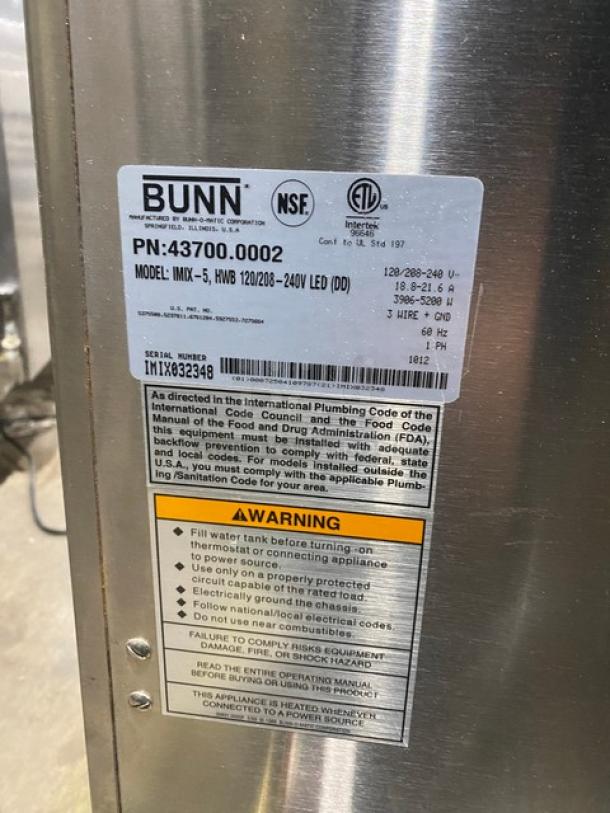 BUNN®
MANUFACTURED BY BUNN-O-MATIC CORPORATION
SPRINGFIELD, ILLINOIS, U.S.A
NSF®
ETL US
Intertek
96646
Conf to UL Std 197
PN:43700.0002
MODEL: IMIX-5, HWB 120/208-240V LED (DD)
120/208-240 V~
18.8-21.6 A
3906-5200 W
3 WIRE + GND
60 Hz
1 PH
1012
U.S. PAT. NO.
SERIAL NUMBER
IMIX032348
As directed in the International Plumbing Code of the
International Code Council and the Food Code
Manual of the Food and Drug Administration (FDA),
this equipment must be installed with adequate
backflow prevention to comply with federal, state
and local codes. For models installed outside the
U.S.A., you must comply with the applicable Plumb-
ing /Sanitation Code for your area.
WARNING
◆ Fill water tank before turning -on
thermostat or connecting appliance
to power source.
◆ Use only on a properly protected
circuit capable of the rated load.
◆ Electrically ground the chassis.
◆ Follow national/local electrical codes.
◆ Do not use near combustibles.
FAILURE TO COMPLY RISKS EQUIPMENT
DAMAGE, FIRE, OR SHOCK HAZARD
READ THE ENTIRE OPERATING MANUAL
BEFORE BUYING OR USING THIS PRODUCT
THIS APPLIANCE IS HEATED WHENEVER
CONNECTED TO A POWER SOURCE